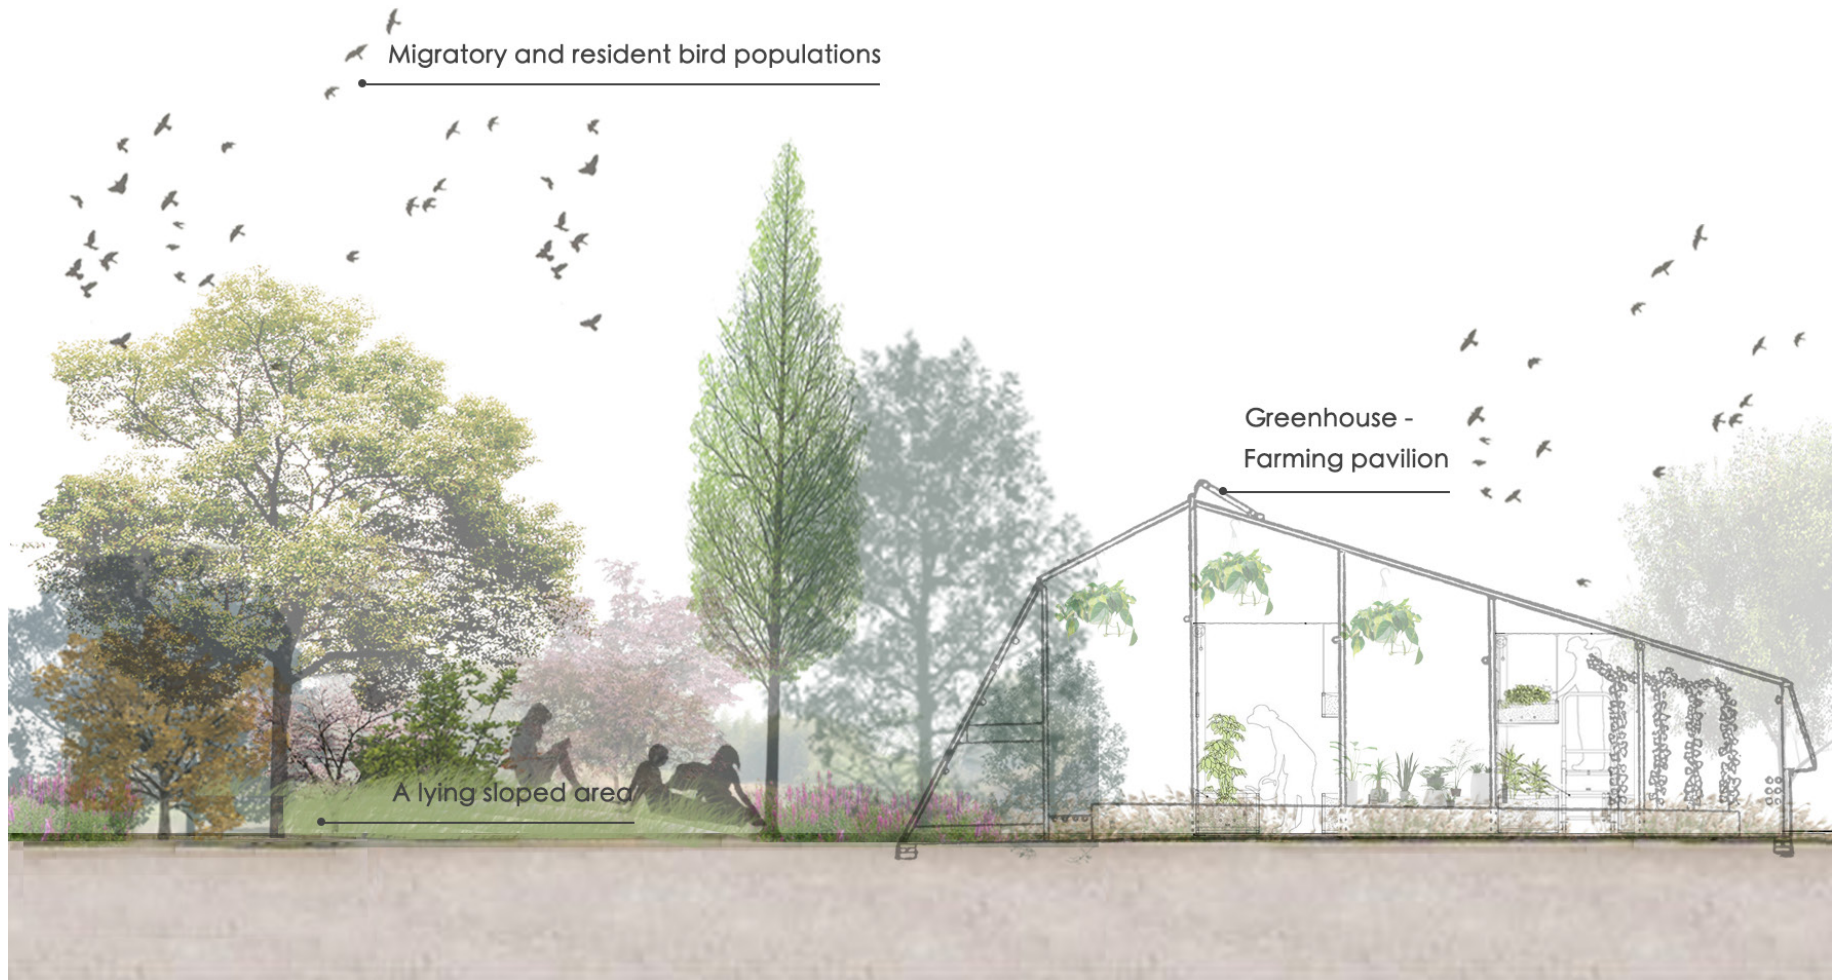 Migratory and resident bird populations
Greenhouse -
Farming pavilion
A lying sloped area